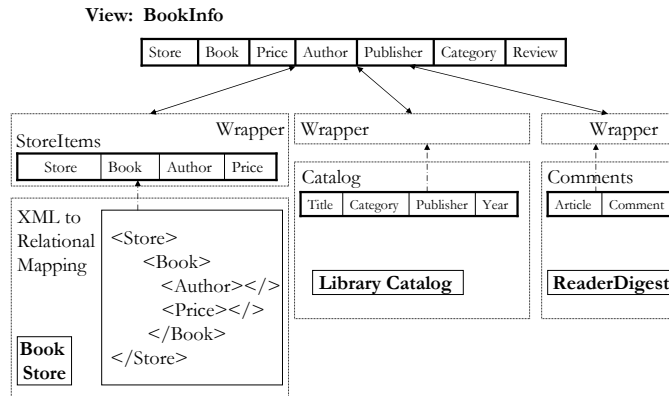 View: BookInfo
Store Book Price Author Publisher Category Review
Wrapper
StoreItems
Store Book Author Price
Wrapper
Catalog
Title Category Publisher Year
Library Catalog
Wrapper
Comments
Article Comment
ReaderDigest
XML to
Relational
Mapping
<Store>
<Book>
<Author></>
<Price></>
</Book>
</Store>
Book
Store